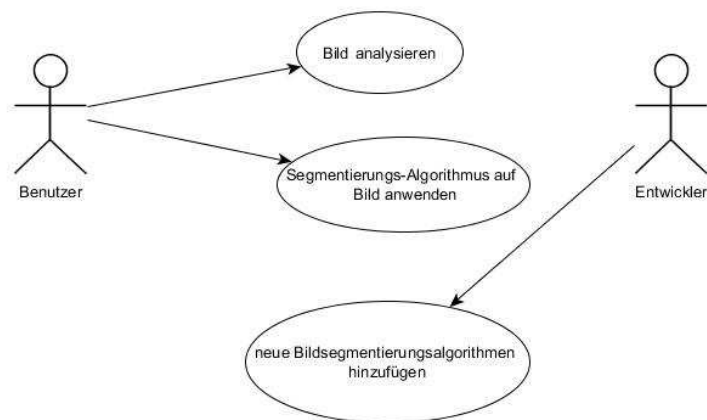 Bild analysieren
Segmentierungs-Algorithmus auf
Bild anwenden
Benutzer
Entwickler
neue Bildsegmentierungsalgorithmen
hinzufügen